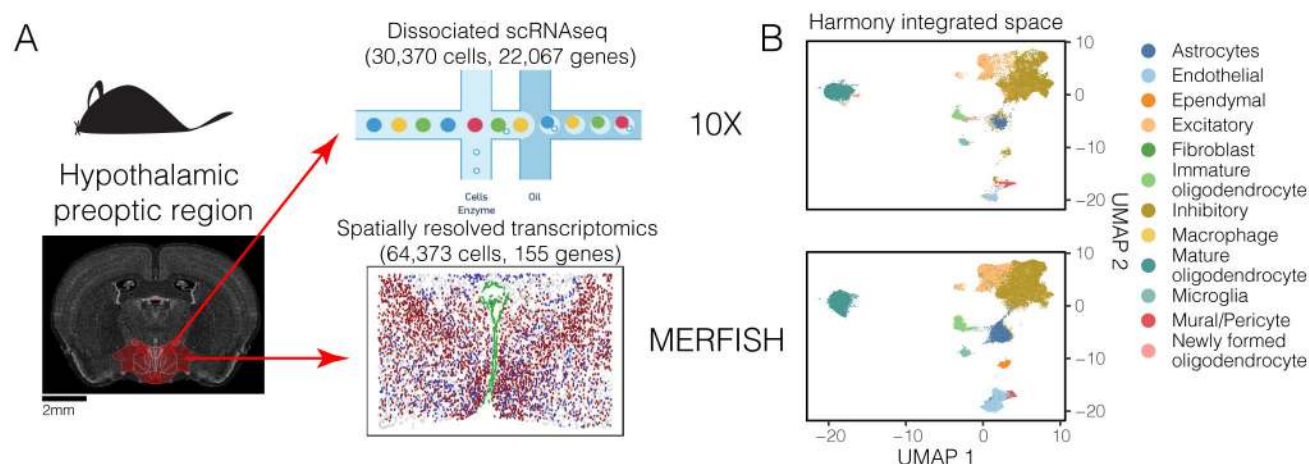 A
Dissociated scRNAseq
(30,370 cells, 22,067 genes)
10X
Cells
Enzyme
Oil
Hypothalamic
preoptic region
2mm
Spatially resolved transcriptomics
(64,373 cells, 155 genes)
MERFISH
B
Harmony integrated space
10
0
−10
−20
10
0
−10
−20
UMAP 2
−20
−10
0
10
UMAP 1
Astrocytes
Endothelial
Ependymal
Excitatory
Fibroblast
Immature
oligodendrocyte
Inhibitory
Macrophage
Mature
oligodendrocyte
Microglia
Mural/Pericyte
Newly formed
oligodendrocyte